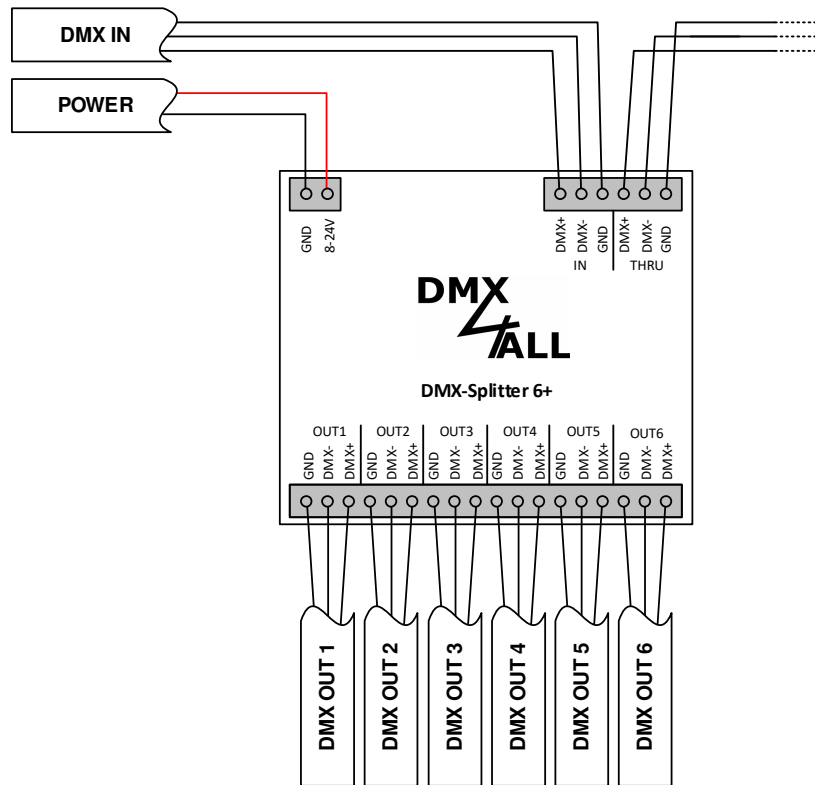 DMX IN
POWER
GND
8-24V
DMX+
DMX-
GND
DMX+
DMX-
GND
IN
THRU
DMX
4ALL
DMX-Splitter 6+
OUT1
OUT2
OUT3
OUT4
OUT5
OUT6
GND
DMX-
DMX+
GND
DMX-
DMX+
GND
DMX-
DMX+
GND
DMX-
DMX+
GND
DMX-
DMX+
GND
DMX-
DMX+
DMX OUT 1
DMX OUT 2
DMX OUT 3
DMX OUT 4
DMX OUT 5
DMX OUT 6